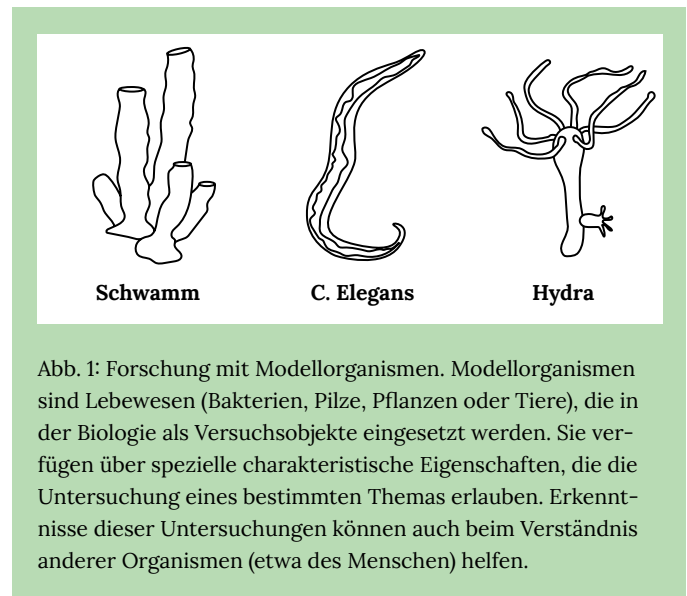 Schwamm C. Elegans Hydra
Abb. 1: Forschung mit Modellorganismen. Modellorganismen
sind Lebewesen (Bakterien, Pilze, Pflanzen oder Tiere), die in
der Biologie als Versuchsobjekte eingesetzt werden. Sie ver-
fügen über spezielle charakteristische Eigenschaften, die die
Untersuchung eines bestimmten Themas erlauben. Erkennt-
nisse dieser Untersuchungen können auch beim Verständnis
anderer Organismen (etwa des Menschen) helfen.